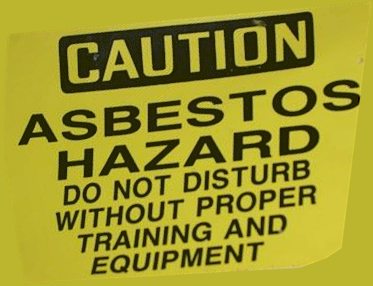 CAUTION
ASBESTOS
HAZARD
DO NOT DISTURB
WITHOUT PROPER
TRAINING AND
EQUIPMENT